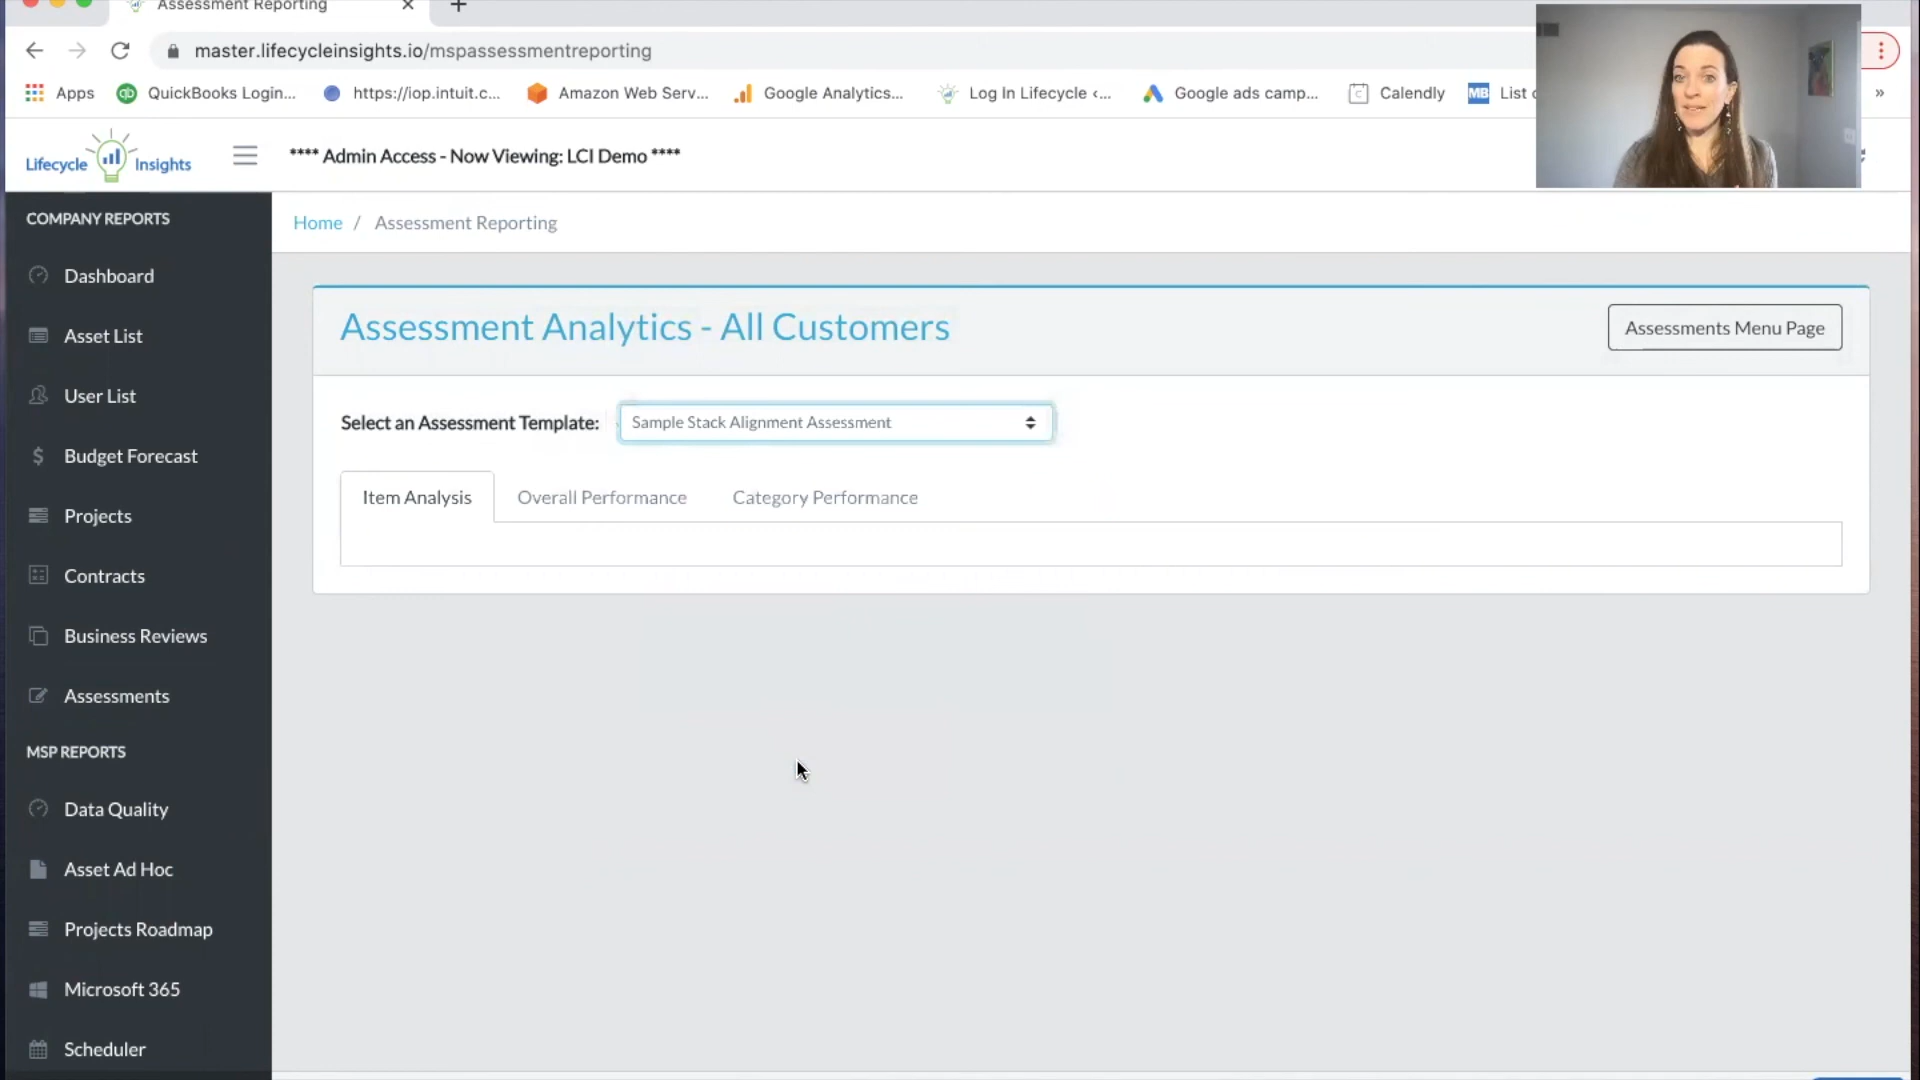 Assessment Reporting
master.lifecycleinsights.io/mspassessmentreporting
Apps
QuickBooks Login...
https://iop.intuit.c...
Amazon Web Serv...
Google Analytics...
Log In Lifecycle ‹...
Google ads camp...
Calendly
MB List
»
Lifecycle Insights
**** Admin Access - Now Viewing: LCI Demo ****
COMPANY REPORTS
Home / Assessment Reporting
Dashboard
Asset List
User List
Budget Forecast
Projects
Contracts
Business Reviews
Assessments
MSP REPORTS
Data Quality
Asset Ad Hoc
Projects Roadmap
Microsoft 365
Scheduler
Assessment Analytics - All Customers
Assessments Menu Page
Select an Assessment Template:
Sample Stack Alignment Assessment
Item Analysis
Overall Performance
Category Performance